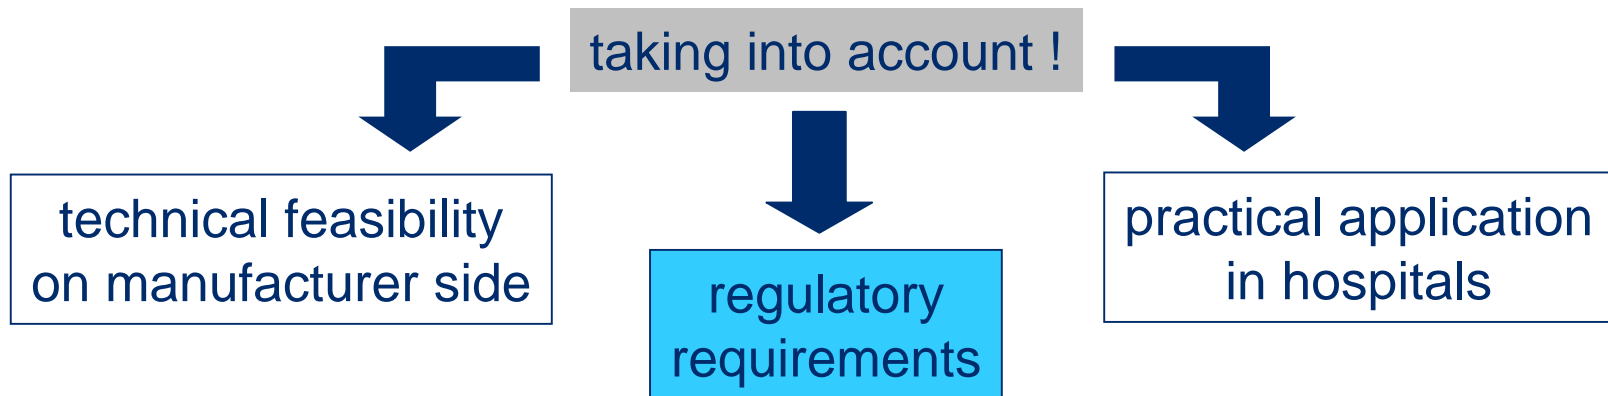 taking into account !
technical feasibility
on manufacturer side
regulatory
requirements
practical application
in hospitals